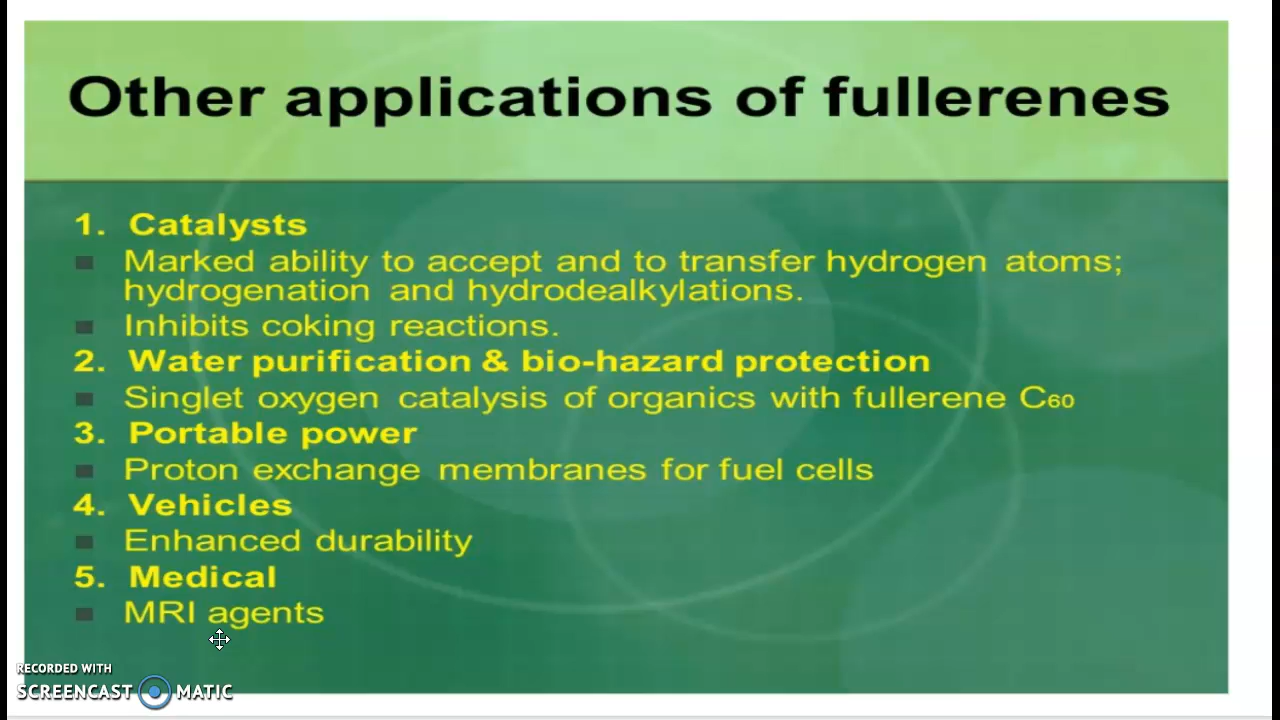 Other applications of fullerenes
1. Catalysts
Marked ability to accept and to transfer hydrogen atoms;
hydrogenation and hydrodealkylations.
Inhibits coking reactions.
2. Water purification & bio-hazard protection
Singlet oxygen catalysis of organics with fullerene C₆₀
3. Portable power
Proton exchange membranes for fuel cells
4. Vehicles
Enhanced durability
5. Medical
MRI agents
RECORDED WITH
SCREENCAST MATIC